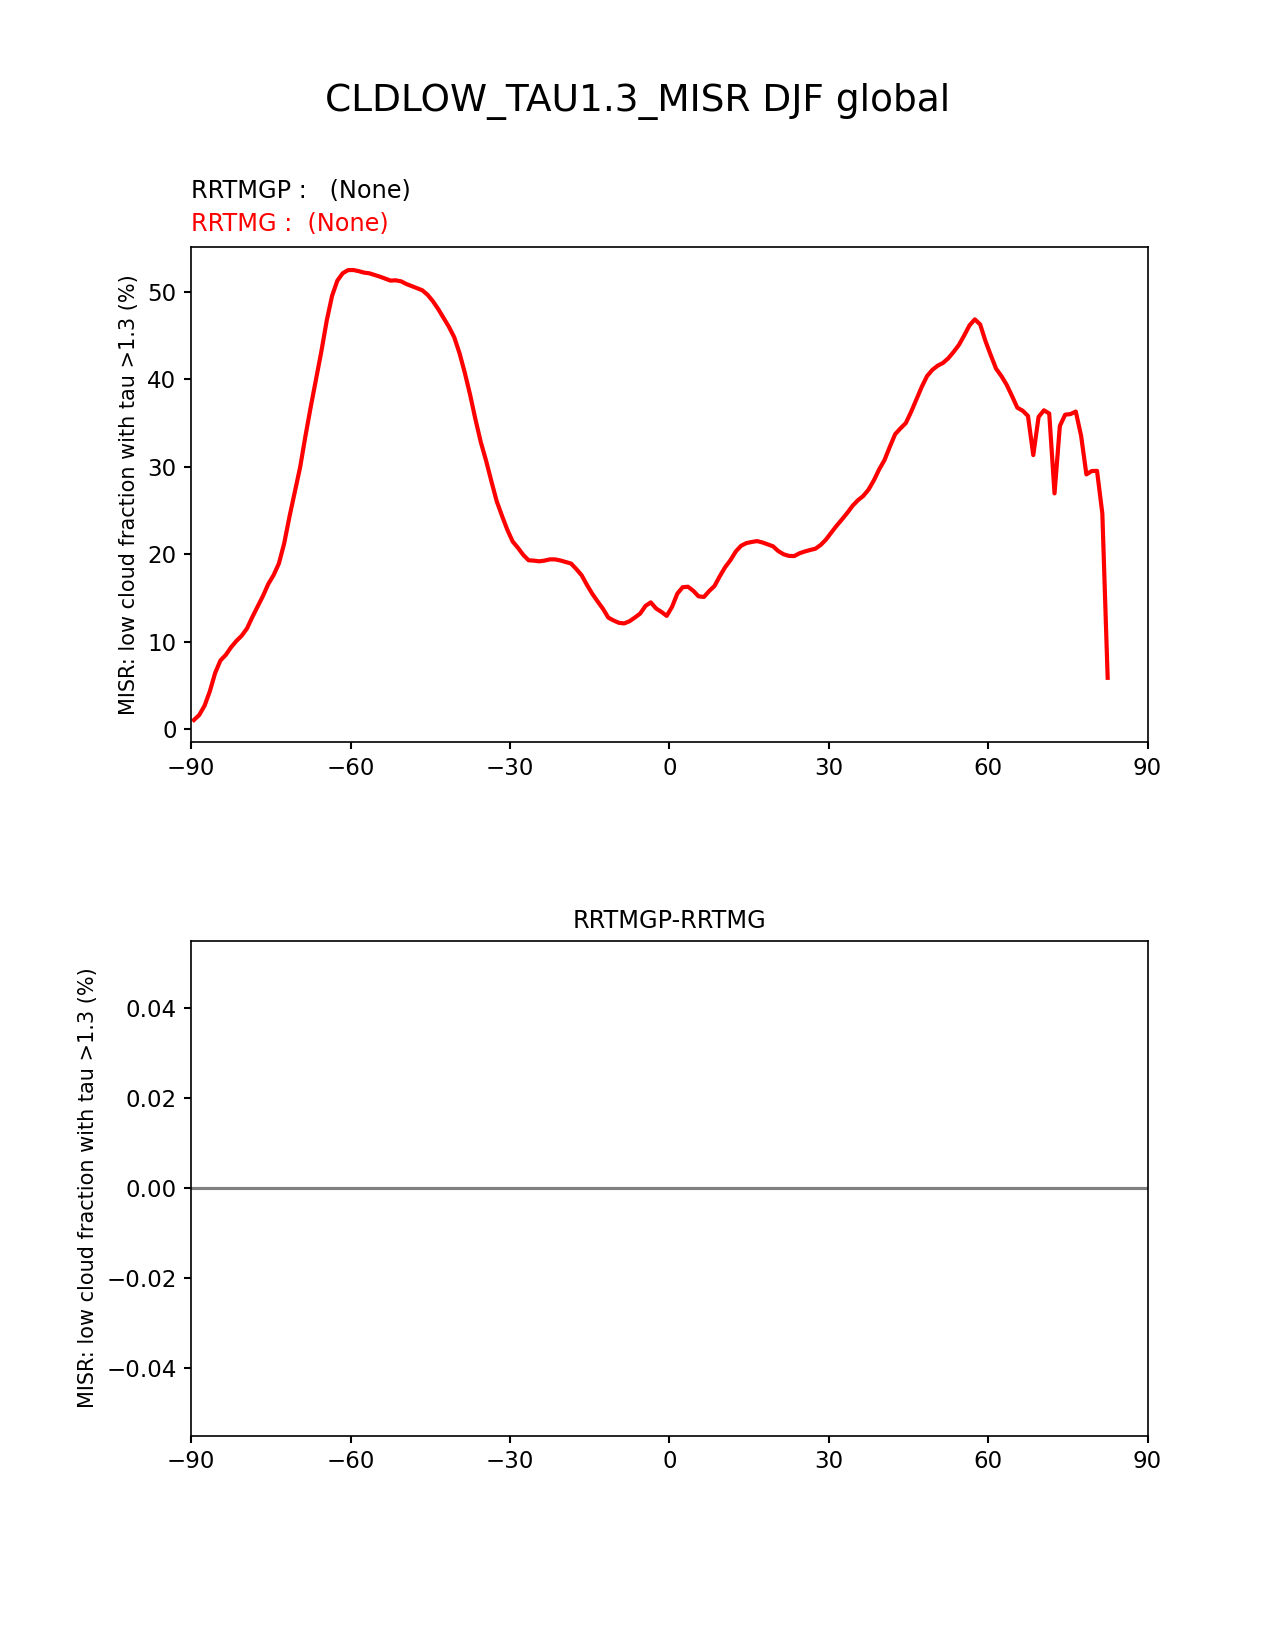 CLDLOW_TAU1.3_MISR DJF global
RRTMGP :   (None)
RRTMG :  (None)
MISR: low cloud fraction with tau >1.3 (%)
50
40
30
20
10
0
−90 −60 −30 0 30 60 90
RRTMGP-RRTMG
MISR: low cloud fraction with tau >1.3 (%)
0.04
0.02
0.00
−0.02
−0.04
−90 −60 −30 0 30 60 90